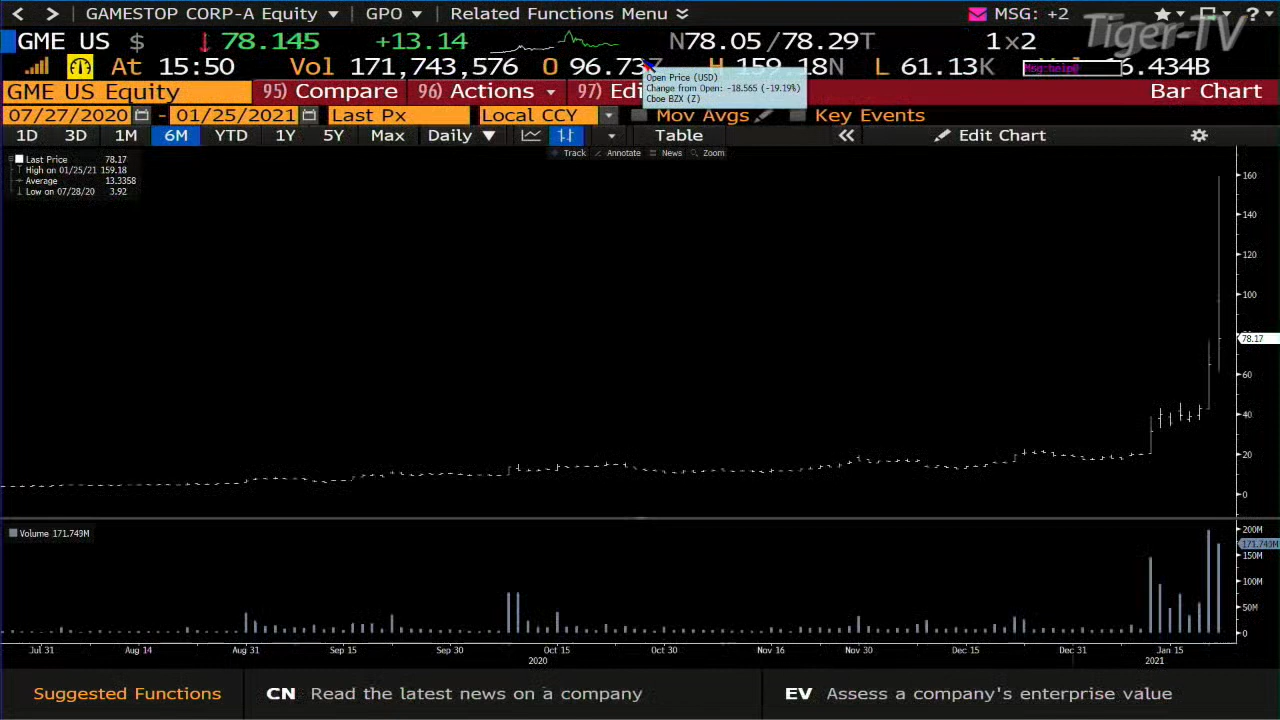 GAMESTOP CORP-A Equity GPO Related Functions Menu MSG: +2 ?
Tiger-TV
GME US $ 78.145 +13.14 N78.05/78.29T 1x2
At 15:50 Vol 171,743,576 O 96.73 H 159.18N L 61.13K 6.434B
Open Price (USD)
Change from Open: -18.565 (-19.19%)
Cboe BZX (Z)
GME US Equity 95) Compare 96) Actions 97) Edi Bar Chart
07/27/2020 - 01/25/2021 Last Px Local CCY Mov Avgs Key Events
1D 3D 1M 6M YTD 1Y 5Y Max Daily Table Edit Chart
Track Annotate News Zoom
Last Price 78.17
High on 01/25/21 159.18
Average 13.3358
Low on 07/28/20 3.92
160
140
120
100
78.17
60
40
20
0
Volume 171.749M
200M
171.749M
150M
100M
50M
0
Jul 31 Aug 14 Aug 31 Sep 15 Sep 30 Oct 15 Oct 30 Nov 16 Nov 30 Dec 15 Dec 31 Jan 15
2020 2021
Suggested Functions CN Read the latest news on a company EV Assess a company's enterprise value